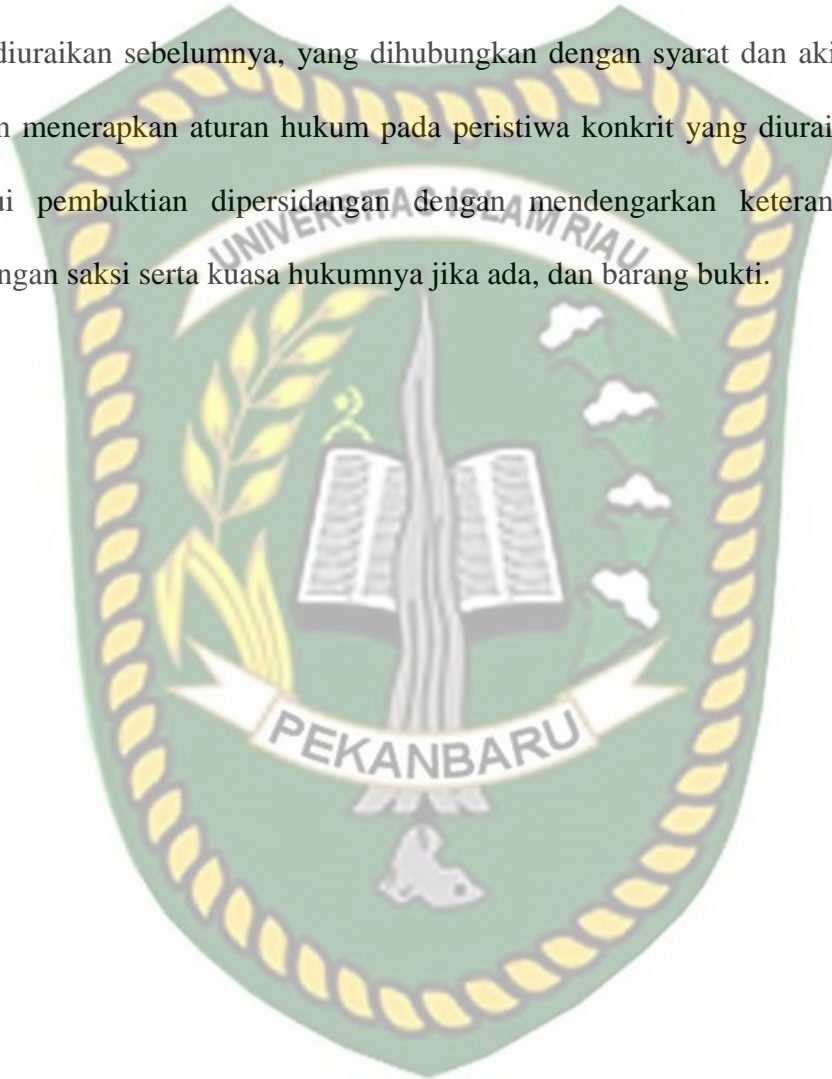 diuraikan sebelumnya, yang dihubungkan dengan syarat dan aki
n menerapkan aturan hukum pada peristiwa konkrit yang diurai
ui pembuktian dipersidangan dengan mendengarkan keteran
ngan saksi serta kuasa hukumnya jika ada, dan barang bukti.
UNIVERSITAS ISLAM RIAU
PEKANBARU